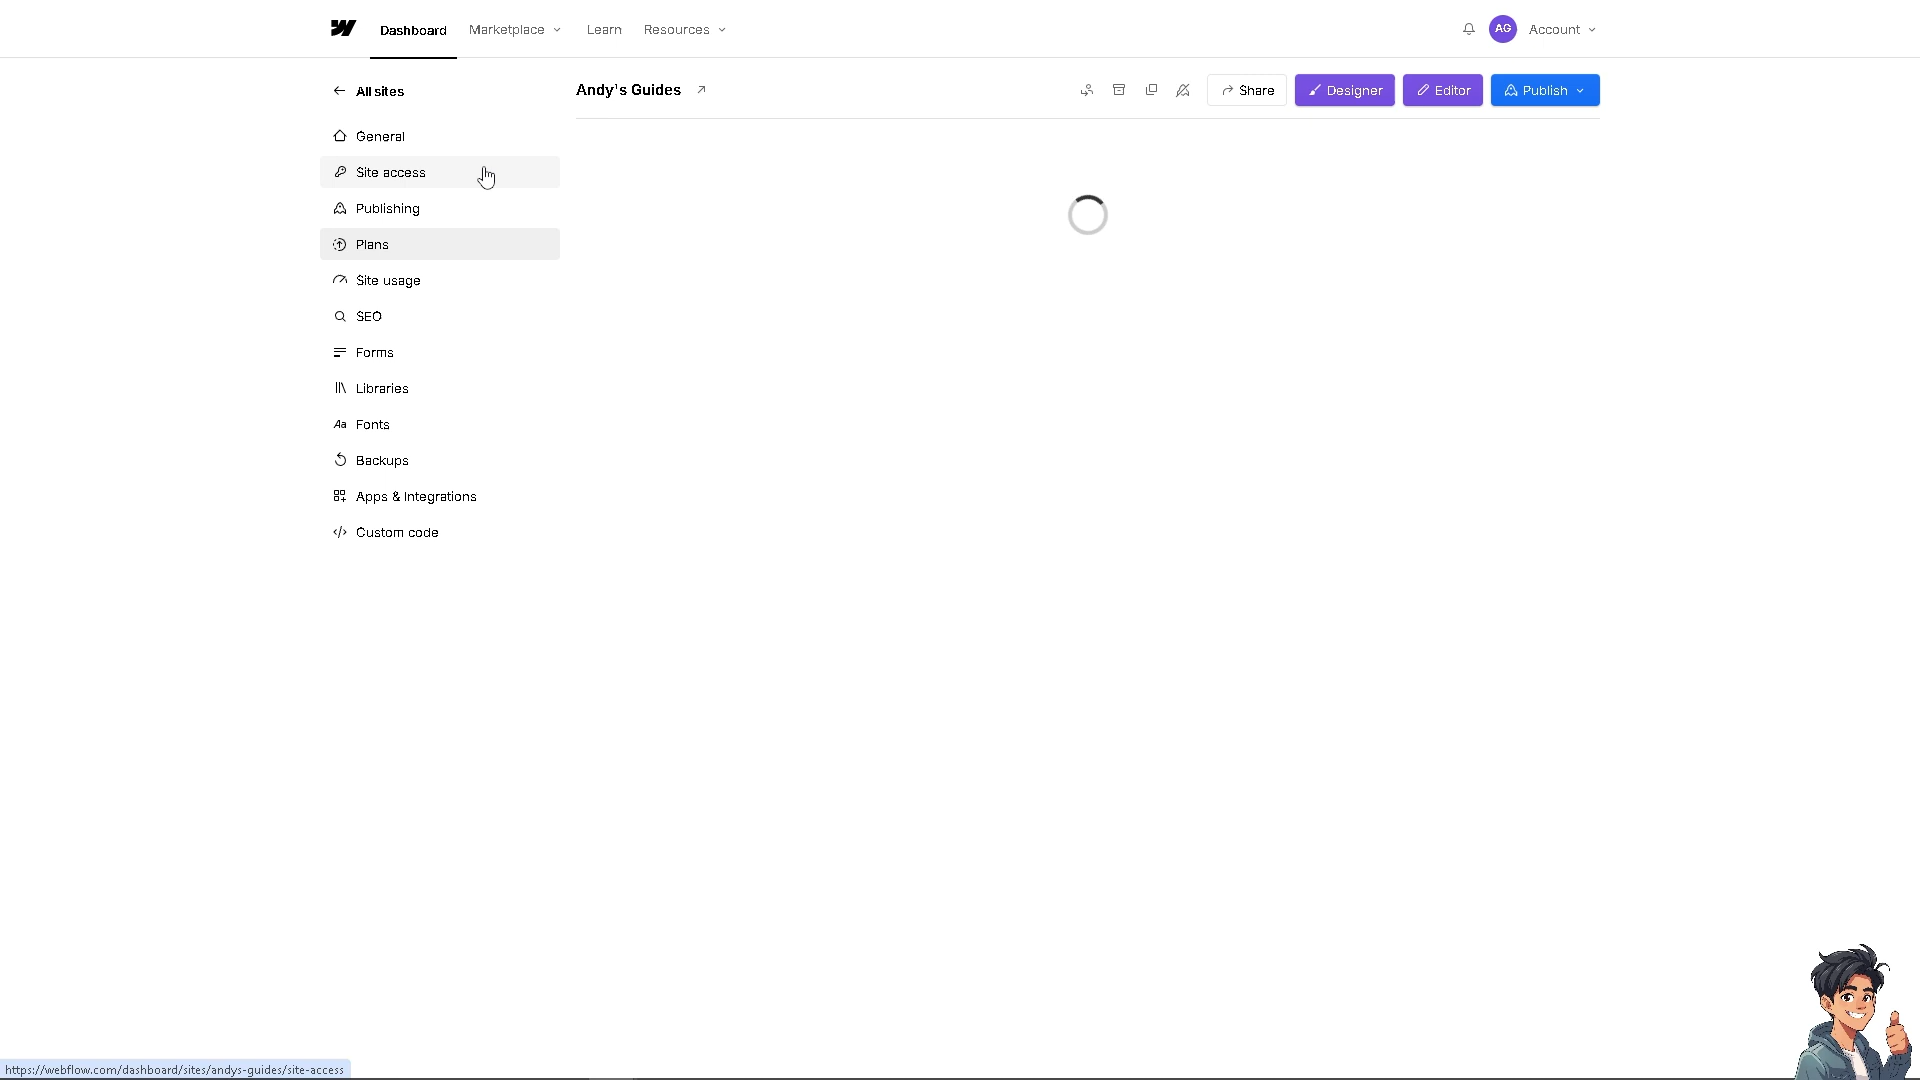 Dashboard
Marketplace
Learn
Resources
AG
Account
All sites
Andy's Guides
Share
Designer
Editor
Publish
General
Site access
Publishing
Plans
Site usage
SEO
Forms
Libraries
Aa Fonts
Backups
Apps & Integrations
Custom code
https://webflow.com/dashboard/sites/andys-guides/site-access